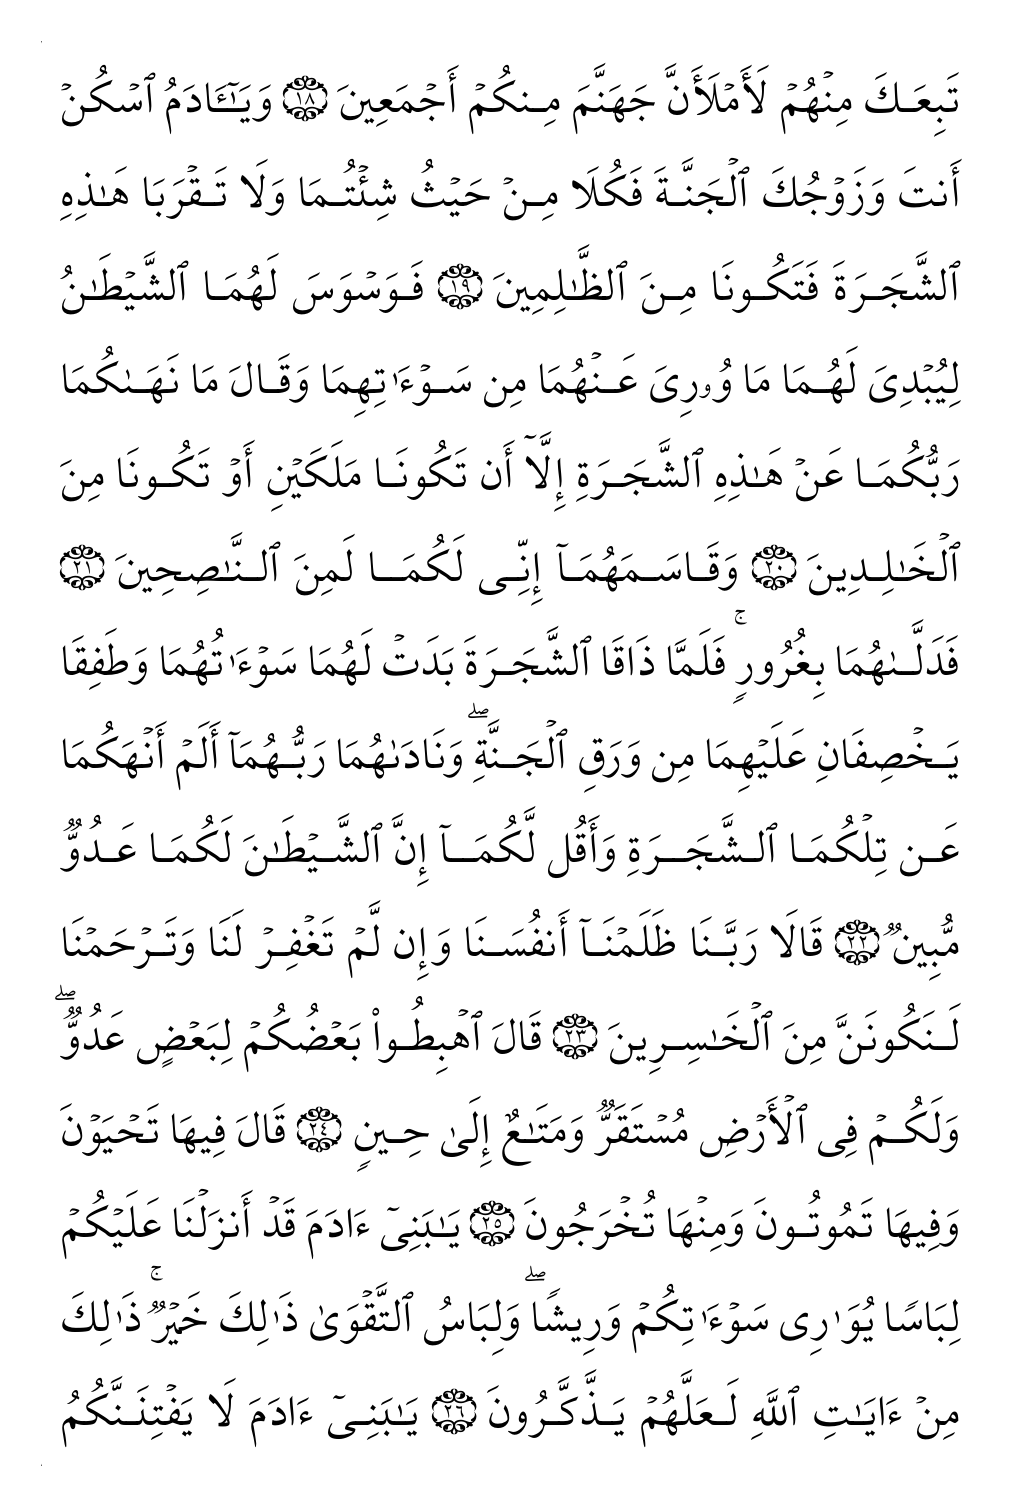 تَبِعَكَ مِنۡهُمۡ لَأَمۡلَأَنَّ جَهَنَّمَ مِنكُمۡ أَجۡمَعِينَ ١٨ وَيَـٰٓـَٔادَمُ ٱسۡكُنۡ
أَنتَ وَزَوۡجُكَ ٱلۡجَنَّةَ فَكُلَا مِنۡ حَيۡثُ شِئۡتُمَا وَلَا تَقۡرَبَا هَـٰذِهِ
ٱلشَّجَرَةَ فَتَكُونَا مِنَ ٱلظَّـٰلِمِينَ ١٩ فَوَسۡوَسَ لَهُمَا ٱلشَّيۡطَـٰنُ
لِيُبۡدِىَ لَهُمَا مَا وُۥرِىَ عَنۡهُمَا مِن سَوۡءَٰتِهِمَا وَقَالَ مَا نَهَىٰكُمَا
رَبُّكُمَا عَنۡ هَـٰذِهِ ٱلشَّجَرَةِ إِلَّآ أَن تَكُونَا مَلَكَيۡنِ أَوۡ تَكُونَا مِنَ
ٱلۡخَـٰلِدِينَ ٢٠ وَقَاسَمَهُمَآ إِنِّى لَكُمَا لَمِنَ ٱلنَّـٰصِحِينَ ٢١
فَدَلَّىٰهُمَا بِغُرُورٍۚ فَلَمَّا ذَاقَا ٱلشَّجَرَةَ بَدَتۡ لَهُمَا سَوۡءَٰتُهُمَا وَطَفِقَا
يَخۡصِفَانِ عَلَيۡهِمَا مِن وَرَقِ ٱلۡجَنَّةِۖ وَنَادَىٰهُمَا رَبُّهُمَآ أَلَمۡ أَنۡهَكُمَا
عَن تِلۡكُمَا ٱلشَّجَرَةِ وَأَقُل لَّكُمَآ إِنَّ ٱلشَّيۡطَـٰنَ لَكُمَا عَدُوٌّ
مُّبِينٌ ٢٢ قَالَا رَبَّنَا ظَلَمۡنَآ أَنفُسَنَا وَإِن لَّمۡ تَغۡفِرۡ لَنَا وَتَرۡحَمۡنَا
لَنَكُونَنَّ مِنَ ٱلۡخَـٰسِرِينَ ٢٣ قَالَ ٱهۡبِطُواْ بَعۡضُكُمۡ لِبَعۡضٍ عَدُوٌّۖ
وَلَكُمۡ فِى ٱلۡأَرۡضِ مُسۡتَقَرٌّ وَمَتَـٰعٌ إِلَىٰ حِينٍ ٢٤ قَالَ فِيهَا تَحۡيَوۡنَ
وَفِيهَا تَمُوتُونَ وَمِنۡهَا تُخۡرَجُونَ ٢٥ يَـٰبَنِىٓ ءَادَمَ قَدۡ أَنزَلۡنَا عَلَيۡكُمۡ
لِبَاسًا يُوَٰرِى سَوۡءَٰتِكُمۡ وَرِيشًاۖ وَلِبَاسُ ٱلتَّقۡوَىٰ ذَٰلِكَ خَيۡرٌۚ ذَٰلِكَ
مِنۡ ءَايَـٰتِ ٱللَّهِ لَعَلَّهُمۡ يَذَّكَّرُونَ ٢٦ يَـٰبَنِىٓ ءَادَمَ لَا يَفۡتِنَنَّكُمُ